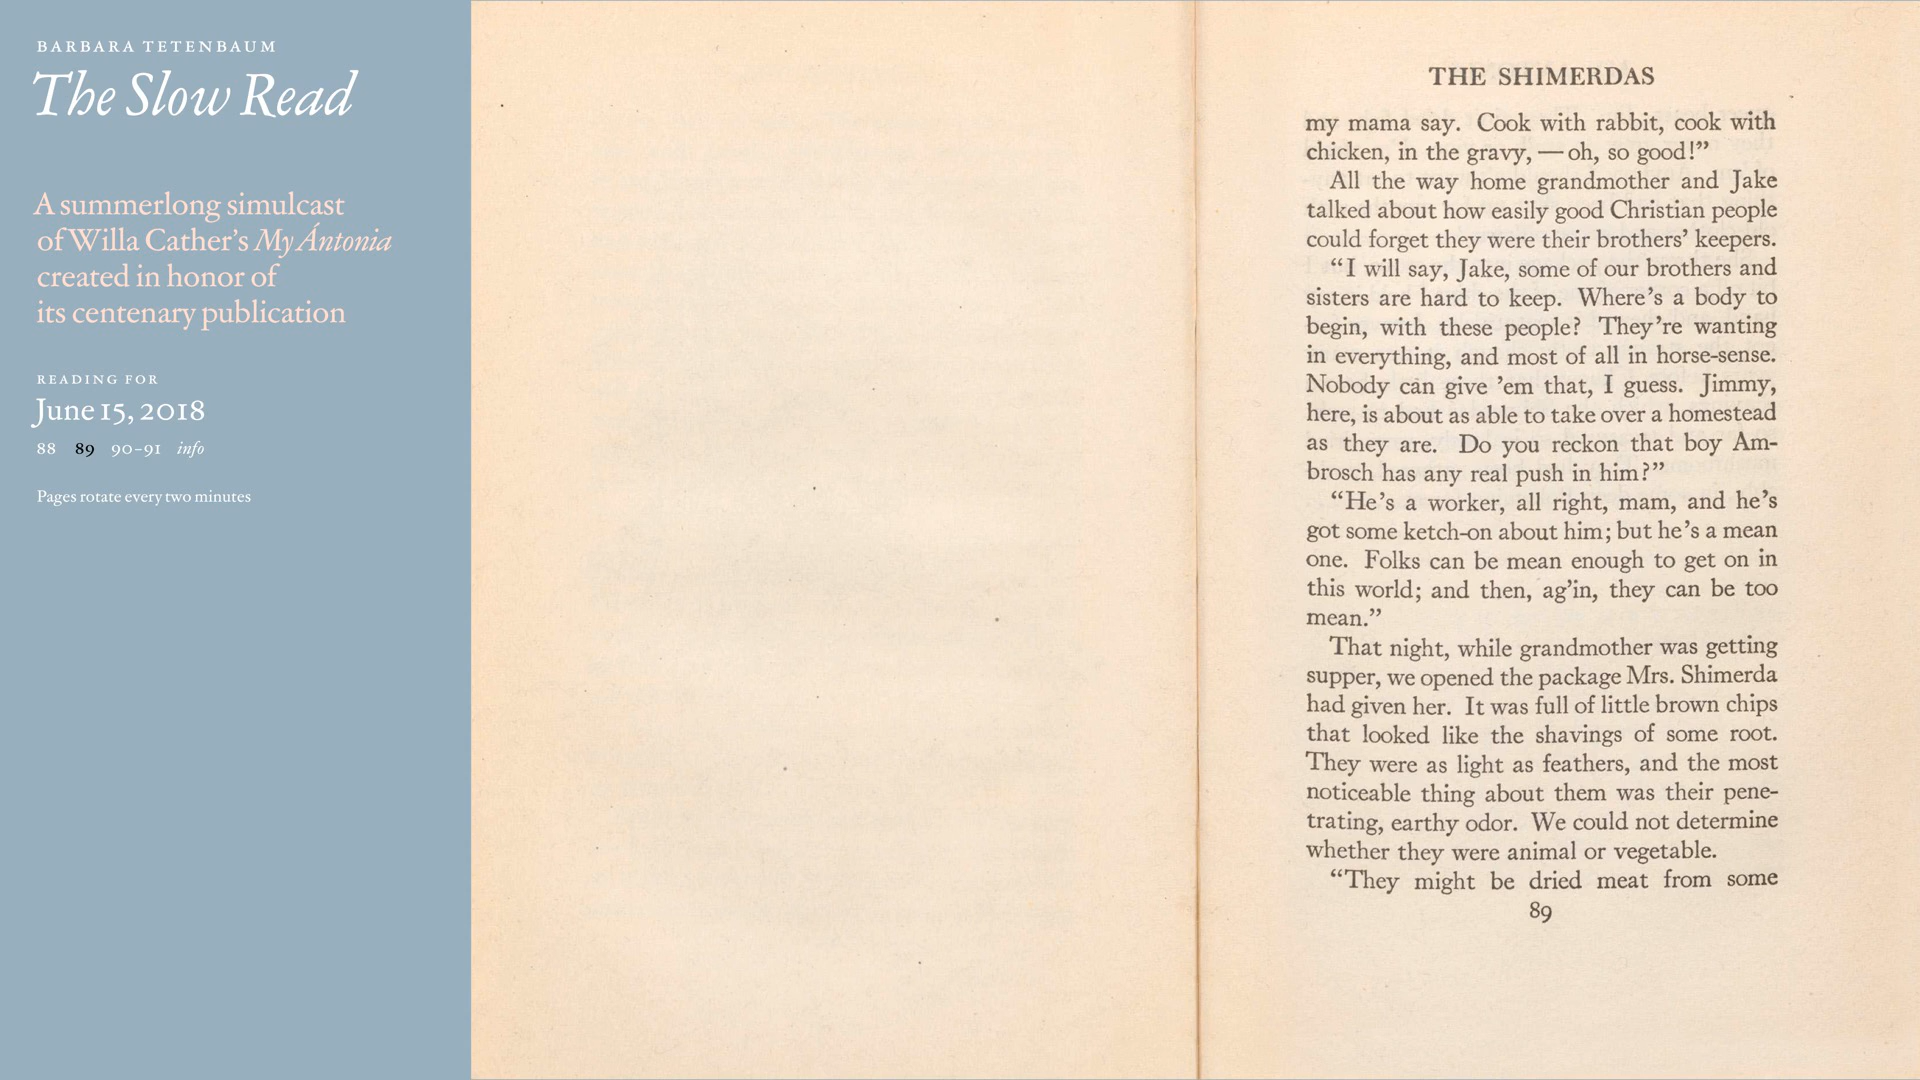 BARBARA TETENBAUM
The Slow Read
A summerlong simulcast
of Willa Cather’s My Ántonia
created in honor of
its centenary publication
READING FOR
June 15, 2018
88 89 90–91 info
Pages rotate every two minutes
THE SHIMERDAS
my mama say. Cook with rabbit, cook with
chicken, in the gravy, — oh, so good!”
All the way home grandmother and Jake
talked about how easily good Christian people
could forget they were their brothers’ keepers.
“I will say, Jake, some of our brothers and
sisters are hard to keep. Where’s a body to
begin, with these people? They’re wanting
in everything, and most of all in horse-sense.
Nobody can give ’em that, I guess. Jimmy,
here, is about as able to take over a homestead
as they are. Do you reckon that boy Am-
brosch has any real push in him?”
“He’s a worker, all right, mam, and he’s
got some ketch-on about him; but he’s a mean
one. Folks can be mean enough to get on in
this world; and then, ag’in, they can be too
mean.”
That night, while grandmother was getting
supper, we opened the package Mrs. Shimerda
had given her. It was full of little brown chips
that looked like the shavings of some root.
They were as light as feathers, and the most
noticeable thing about them was their pene-
trating, earthy odor. We could not determine
whether they were animal or vegetable.
“They might be dried meat from some
89